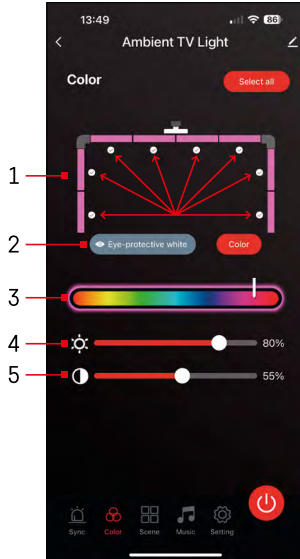 13:49
86
Ambient TV Light
Color
Select all
1
2
Eye-protective white
Color
3
4
80%
5
55%
Sync
Color
Scene
Music
Setting